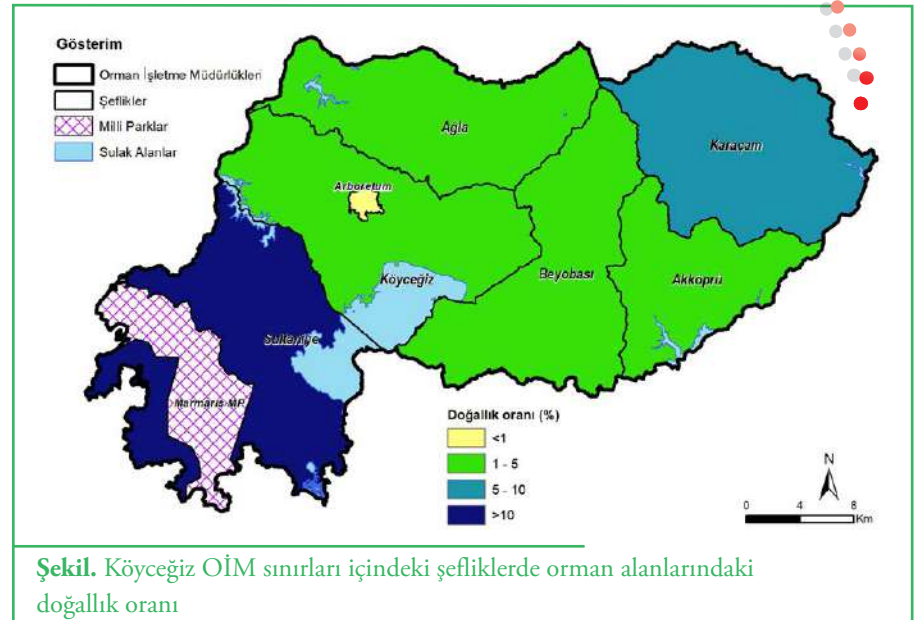 Gösterim
Orman İşletme Müdürlükleri
Şeflikler
Milli Parklar
Sulak Alanlar
Ağla
Karaçam
Arboretum
Köyceğiz
Beyobası
Akköprü
Sultaniye
Marmaris MP
Doğallık oranı (%)
<1
1 - 5
5 - 10
>10
N
0 4 8
Km
Şekil. Köyceğiz OİM sınırları içindeki şefliklerde orman alanlarındaki
doğallık oranı